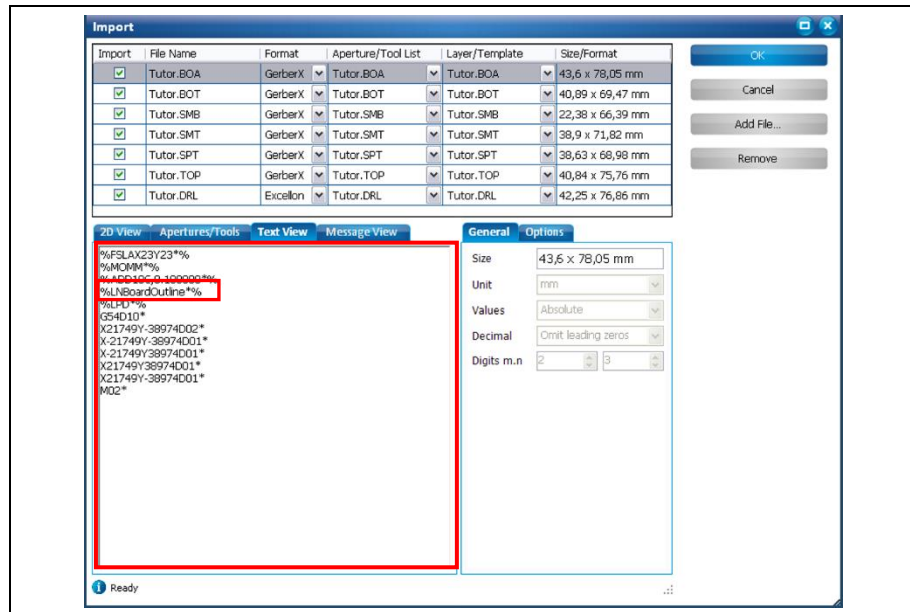 Import
Import File Name Format Aperture/Tool List Layer/Template Size/Format
Tutor.BOA GerberX Tutor.BOA Tutor.BOA 43,6 x 78,05 mm
Tutor.BOT GerberX Tutor.BOT Tutor.BOT 40,89 x 69,47 mm
Tutor.SMB GerberX Tutor.SMB Tutor.SMB 22,38 x 66,39 mm
Tutor.SMT GerberX Tutor.SMT Tutor.SMT 38,9 x 71,82 mm
Tutor.SPT GerberX Tutor.SPT Tutor.SPT 38,63 x 68,98 mm
Tutor.TOP GerberX Tutor.TOP Tutor.TOP 40,84 x 75,76 mm
Tutor.DRL Excellon Tutor.DRL Tutor.DRL 42,25 x 76,86 mm
OK
Cancel
Add File...
Remove
2D View Apertures/Tools Text View Message View
%FSLAX23Y23*%
%MOMM*%
%LNBoardOutline*%
%LPD*%
G54D10*
X21749Y-38974D02*
X-21749Y-38974D01*
X-21749Y38974D01*
X21749Y38974D01*
X21749Y-38974D01*
M02*
General Options
Size 43,6 x 78,05 mm
Unit mm
Values Absolute
Decimal Omit leading zeros
Digits m.n 2 3
Ready